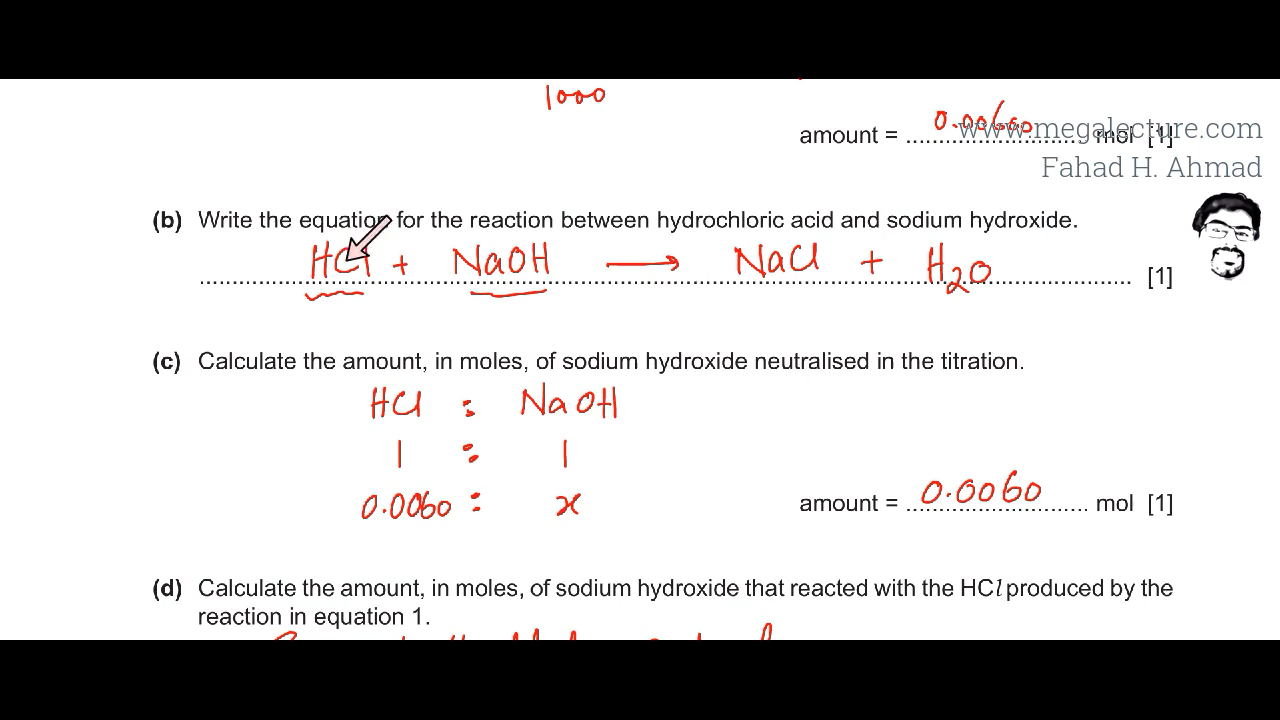 1000
amount = 0.00600 mol [1]
www.megalecture.com
Fahad H. Ahmad
(b) Write the equation for the reaction between hydrochloric acid and sodium hydroxide.
HCl + NaOH → NaCl + H2O [1]
(c) Calculate the amount, in moles, of sodium hydroxide neutralised in the titration.
HCl : NaOH
1 : 1
0.0060 : x
amount = 0.0060 mol [1]
(d) Calculate the amount, in moles, of sodium hydroxide that reacted with the HCl produced by the
reaction in equation 1.